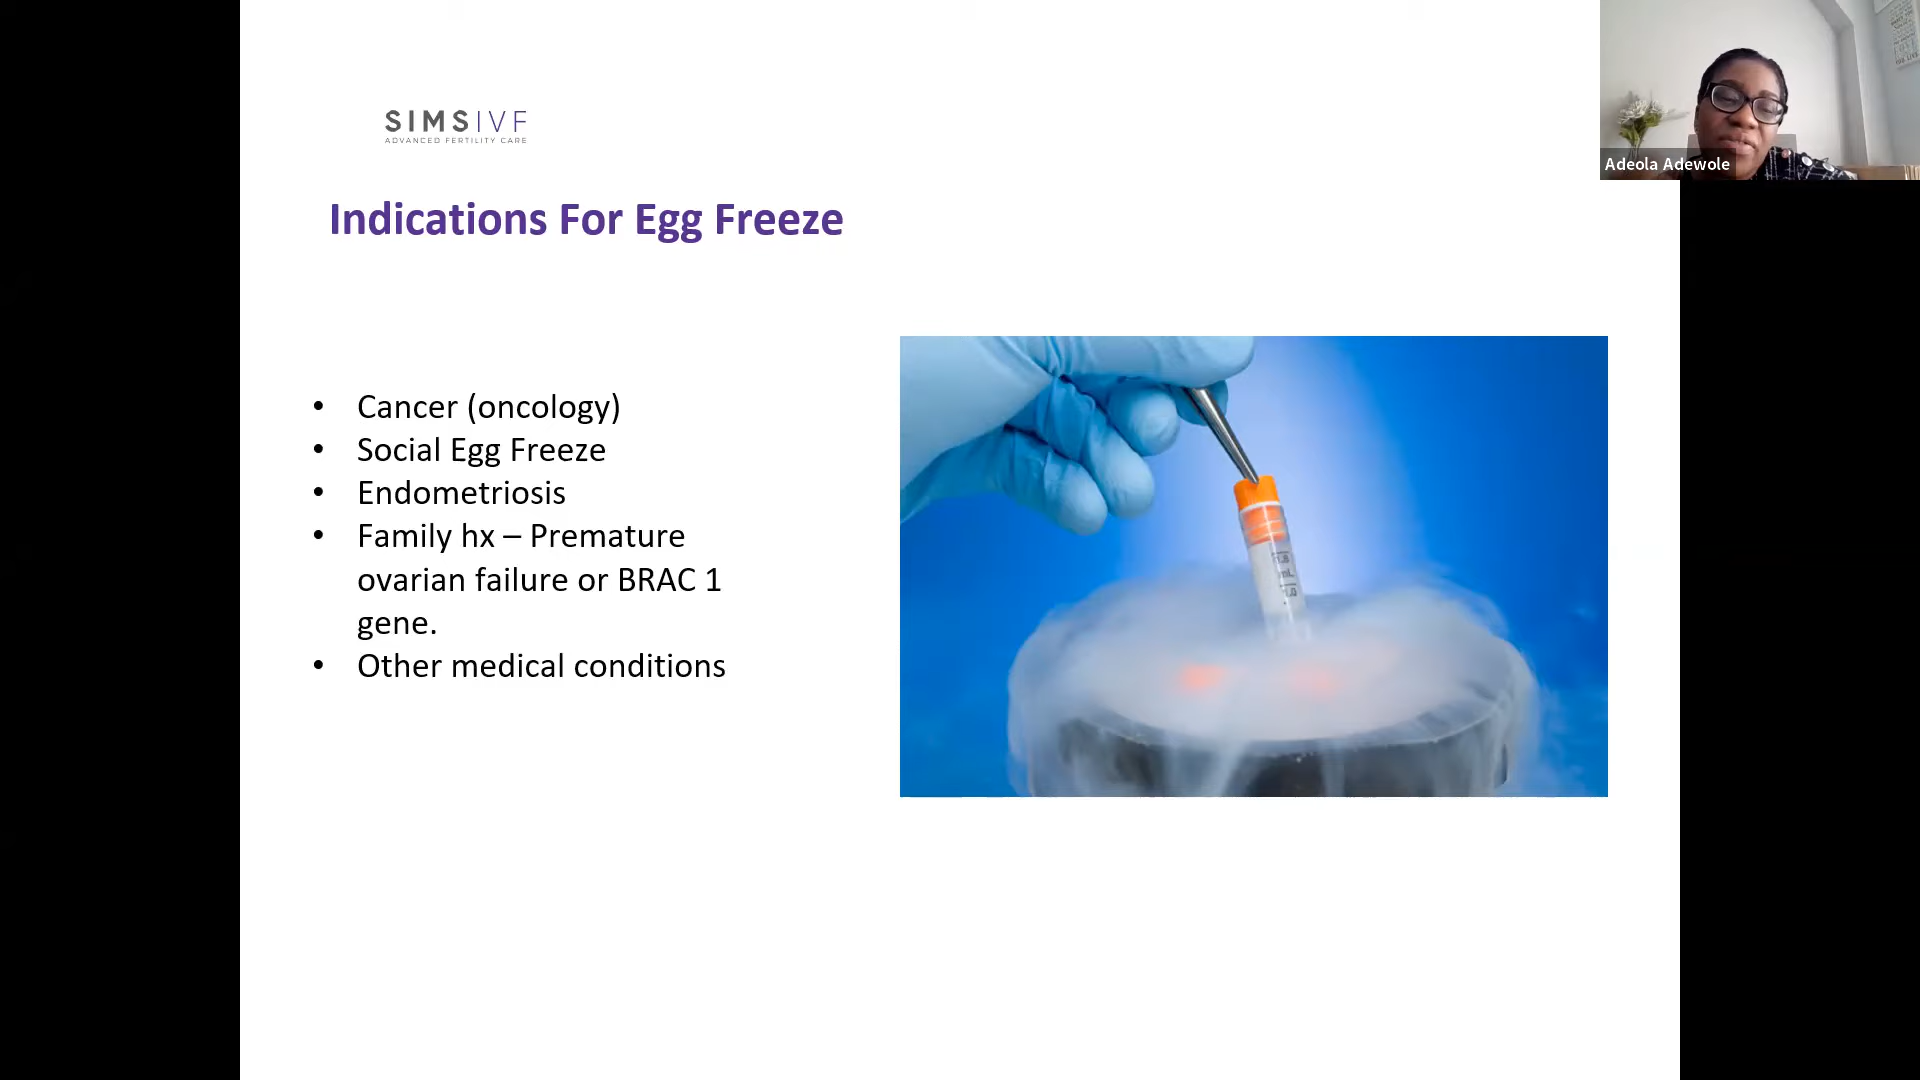 SIMSIVF
ADVANCED FERTILITY CARE
Adeola Adewole
Indications For Egg Freeze
• Cancer (oncology)
• Social Egg Freeze
• Endometriosis
• Family hx – Premature
ovarian failure or BRAC 1
gene.
• Other medical conditions
mL